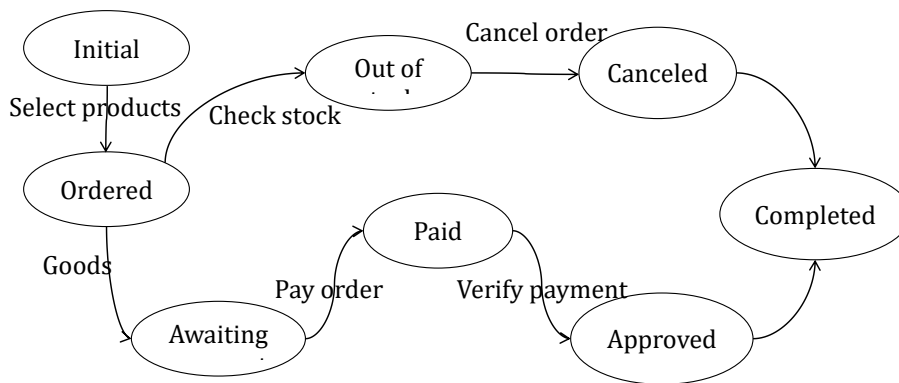 Initial
Select products
Ordered
Check stock
Out of
Cancel order
Canceled
Completed
Goods
Awaiting
Pay order
Paid
Verify payment
Approved